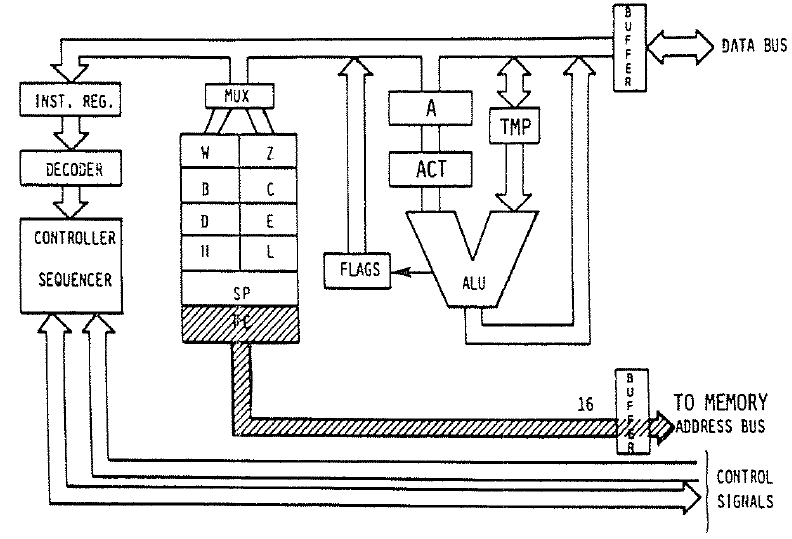 BUFFER
DATA BUS
INST. REG.
MUX
A
TMP
W Z
DECODER
ACT
B C
D E
CONTROLLER
SEQUENCER
H L
FLAGS
ALU
SP
16
BUFFER
TO MEMORY
ADDRESS BUS
CONTROL
SIGNALS